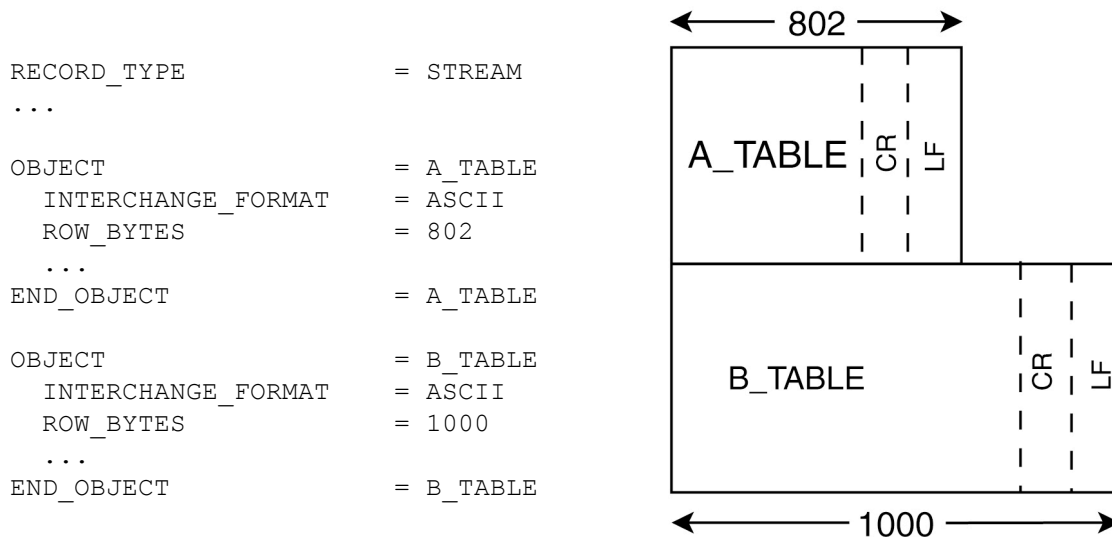 RECORD_TYPE = STREAM
...
OBJECT = A_TABLE
INTERCHANGE_FORMAT = ASCII
ROW_BYTES = 802
...
END_OBJECT = A_TABLE
OBJECT = B_TABLE
INTERCHANGE_FORMAT = ASCII
ROW_BYTES = 1000
...
END_OBJECT = B_TABLE
802
A_TABLE
CR
LF
B_TABLE
CR
LF
1000